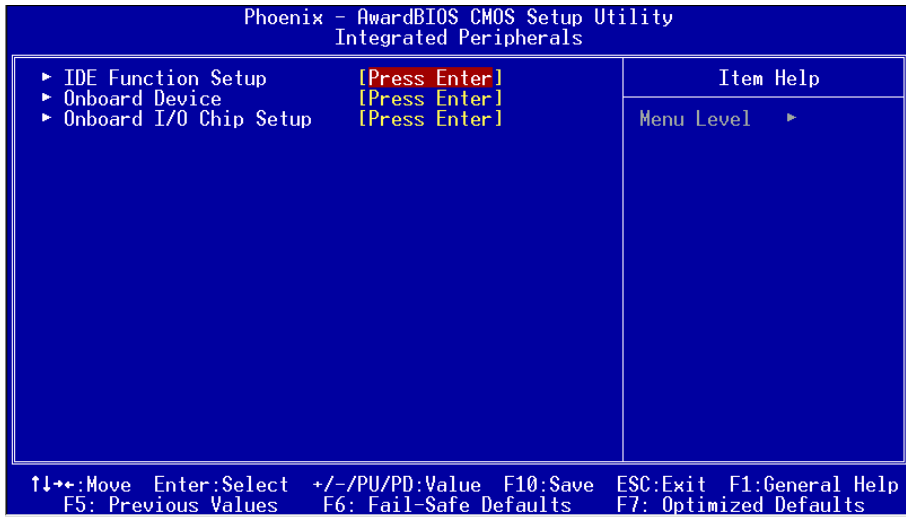 Phoenix - AwardBIOS CMOS Setup Utility
Integrated Peripherals
► IDE Function Setup [Press Enter]
► Onboard Device [Press Enter]
► Onboard I/O Chip Setup [Press Enter]
Item Help
Menu Level ►
↑↓→←:Move Enter:Select +/-/PU/PD:Value F10:Save ESC:Exit F1:General Help
F5: Previous Values F6: Fail-Safe Defaults F7: Optimized Defaults